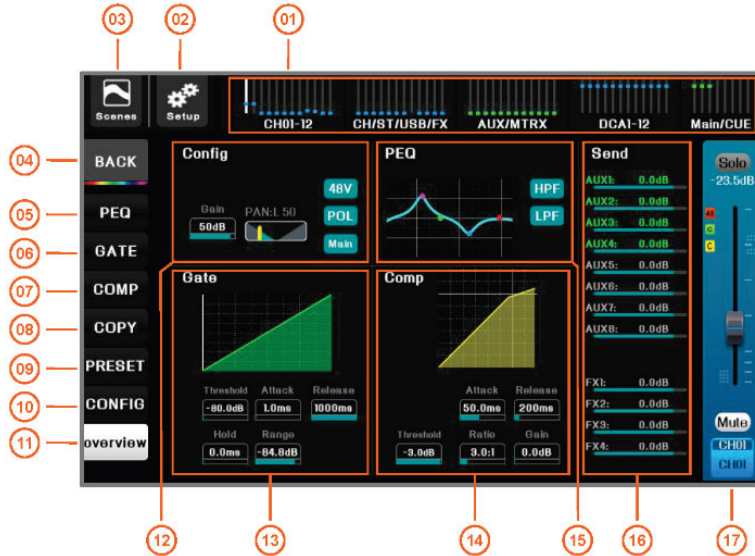 03 02 01
Scenes Setup CH01-12 CH/ST/USB/FX AUX/MTRX DCA1-12 Main/CUE
04 BACK
05 PEQ
06 GATE
07 COMP
08 COPY
09 PRESET
10 CONFIG
11 overview
Config
48V
Gain PAN:L 50 POL
50dB
Main
PEQ
HPF
LPF
Gate
Threshold Attack Release
-80.0dB 1.0ms 1000ms
Hold Range
0.0ms -84.8dB
Comp
Attack Release
50.0ms 200ms
Threshold Ratio Gain
-3.0dB 3.0:1 0.0dB
Send
AUX1: 0.0dB
AUX2: 0.0dB
AUX3: 0.0dB
AUX4: 0.0dB
AUX5: 0.0dB
AUX6: 0.0dB
AUX7: 0.0dB
AUX8: 0.0dB
FX1: 0.0dB
FX2: 0.0dB
FX3: 0.0dB
FX4: 0.0dB
Solo
-23.5dB
48
G
C
Mute
CH01
CH01
12 13 14 15 16 17